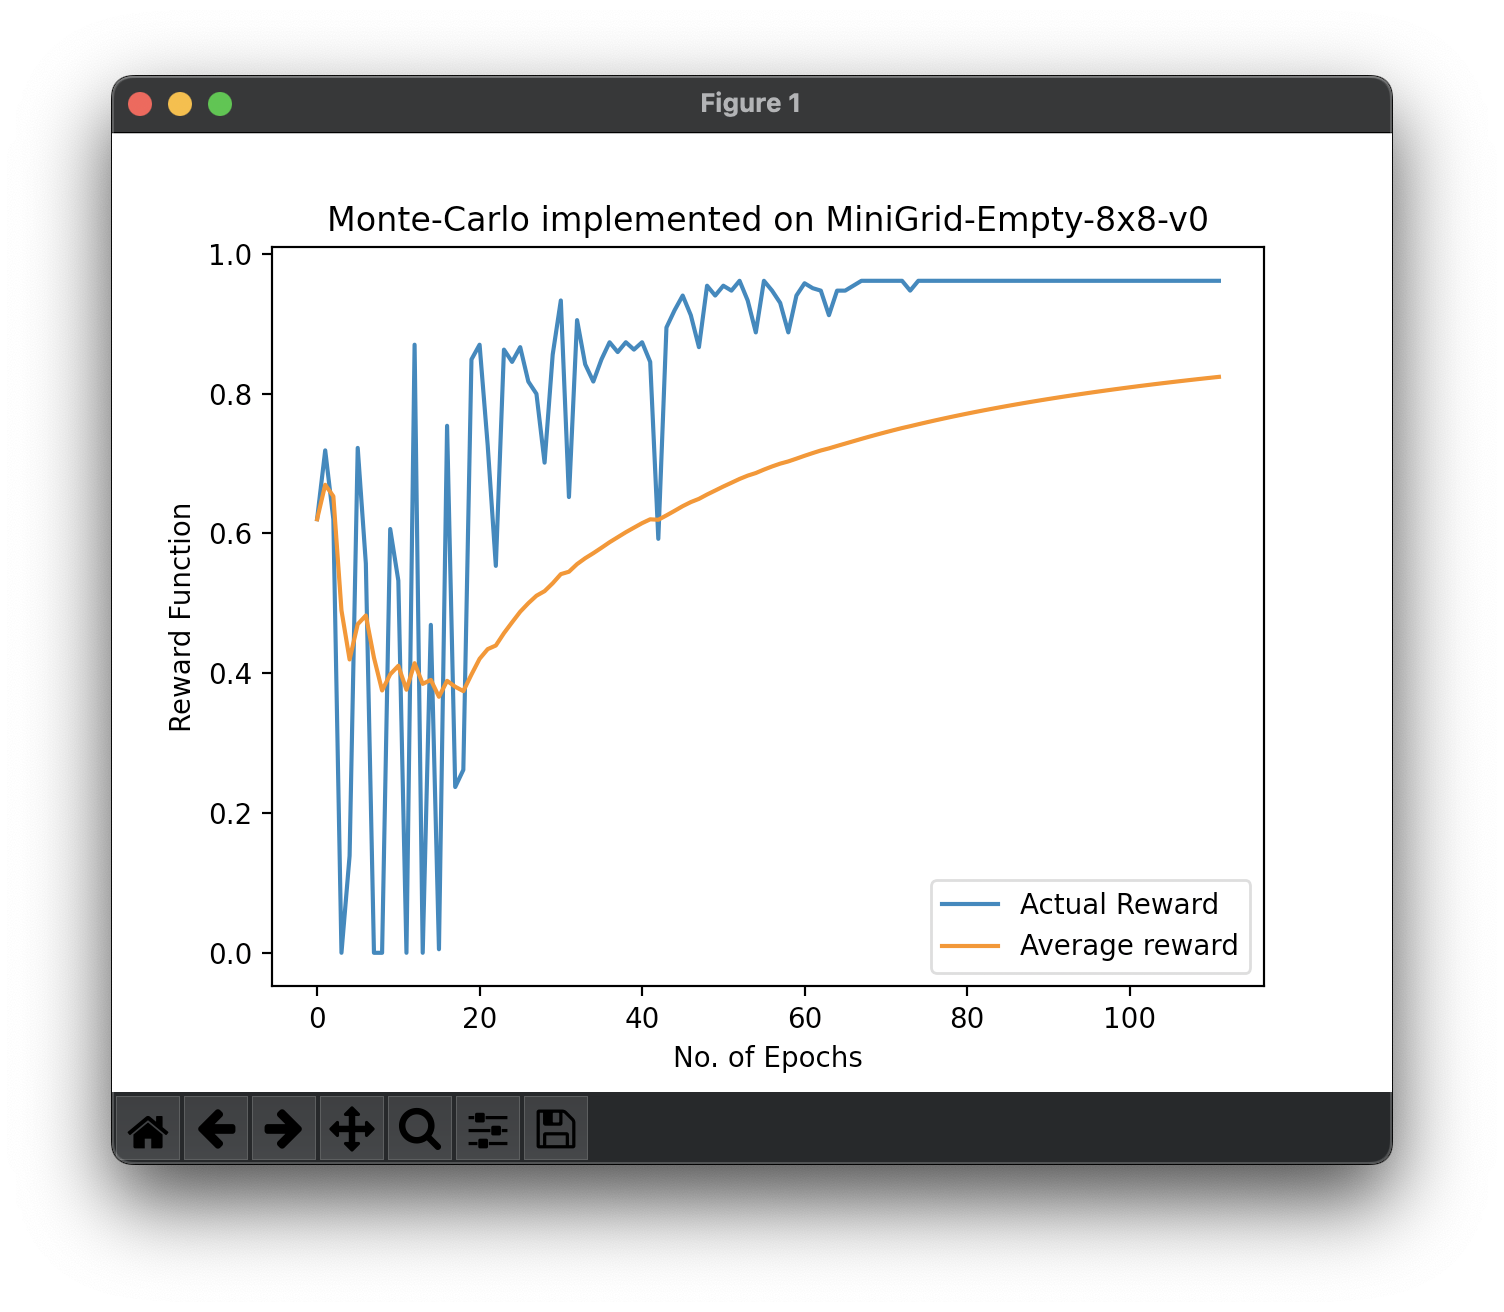 Figure 1
Monte-Carlo implemented on MiniGrid-Empty-8x8-v0
1.0
0.8
0.6
0.4
0.2
0.0
Reward Function
0 20 40 60 80 100
No. of Epochs
Actual Reward
Average reward